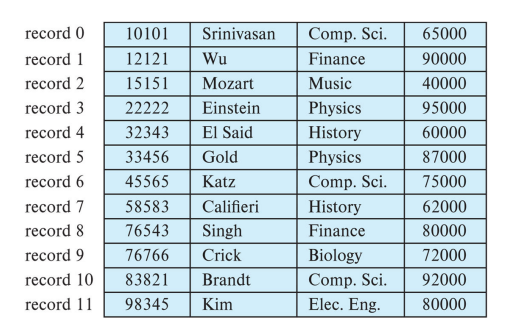 record 0 10101 Srinivasan Comp. Sci. 65000
record 1 12121 Wu Finance 90000
record 2 15151 Mozart Music 40000
record 3 22222 Einstein Physics 95000
record 4 32343 El Said History 60000
record 5 33456 Gold Physics 87000
record 6 45565 Katz Comp. Sci. 75000
record 7 58583 Califieri History 62000
record 8 76543 Singh Finance 80000
record 9 76766 Crick Biology 72000
record 10 83821 Brandt Comp. Sci. 92000
record 11 98345 Kim Elec. Eng. 80000